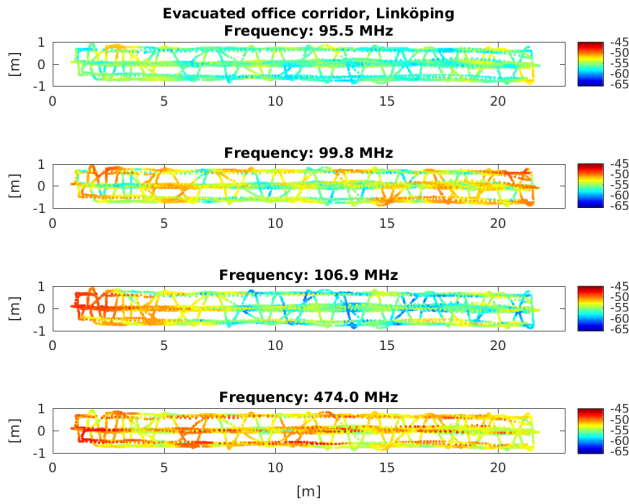 Evacuated office corridor, Linköping
Frequency: 95.5 MHz
1
0
-1
[m]
0 5 10 15 20
-45
-50
-55
-60
-65
Frequency: 99.8 MHz
1
0
-1
[m]
0 5 10 15 20
-45
-50
-55
-60
-65
Frequency: 106.9 MHz
1
0
-1
[m]
0 5 10 15 20
-45
-50
-55
-60
-65
Frequency: 474.0 MHz
1
0
-1
[m]
0 5 10 15 20
-45
-50
-55
-60
-65
[m]